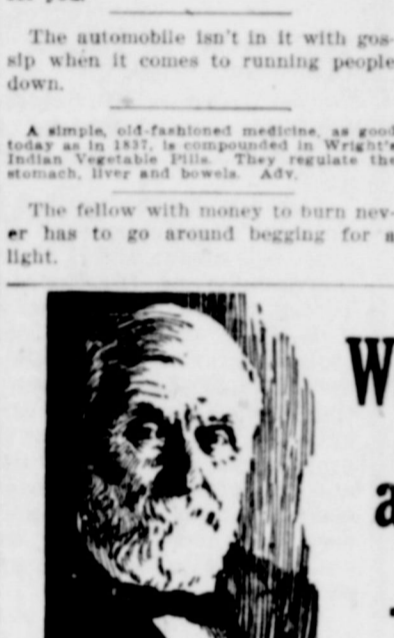 The automobile isn't in it with gos-
sip when it comes to running people
down.
A simple, old-fashioned medicine, as good
today as in 1837, is compounded in Wright's
Indian Vegetable Pills. They regulate the
stomach, liver and bowels. Adv.
The fellow with money to burn nev-
er has to go around begging for a
light.
W
a